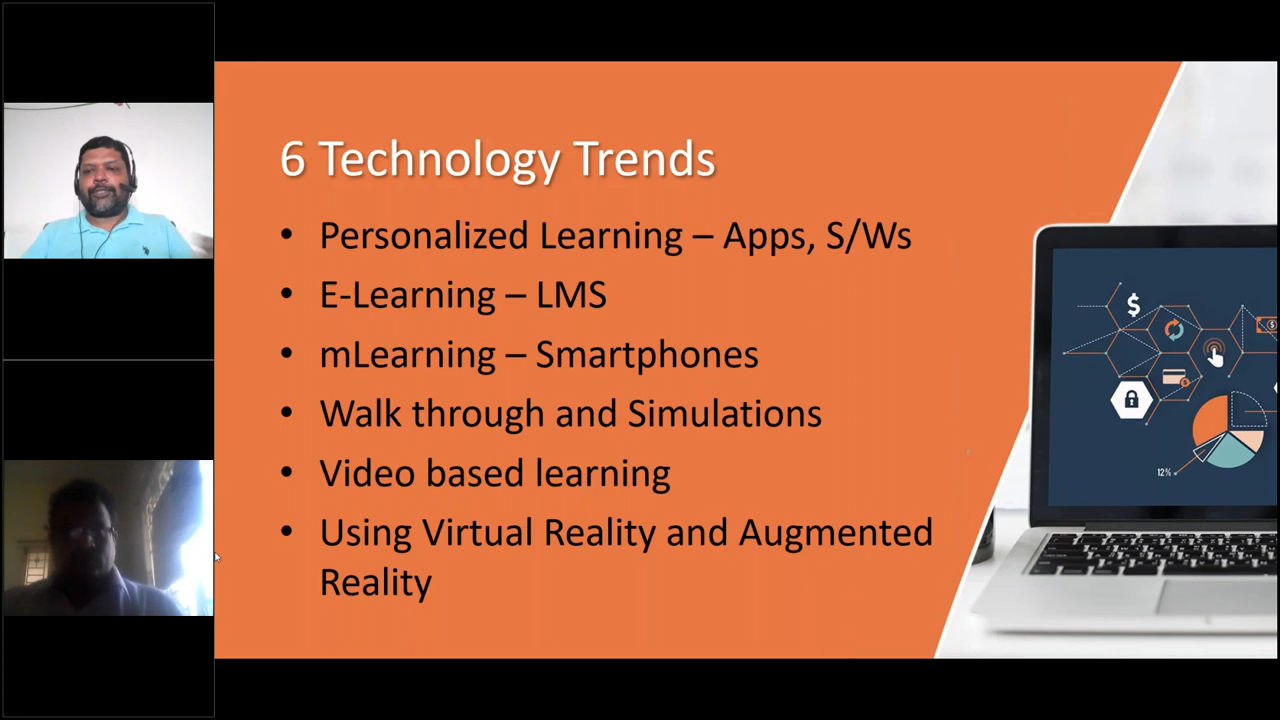 6 Technology Trends
• Personalized Learning – Apps, S/Ws
• E-Learning – LMS
• mLearning – Smartphones
• Walk through and Simulations
• Video based learning
• Using Virtual Reality and Augmented
Reality
$
$
12%